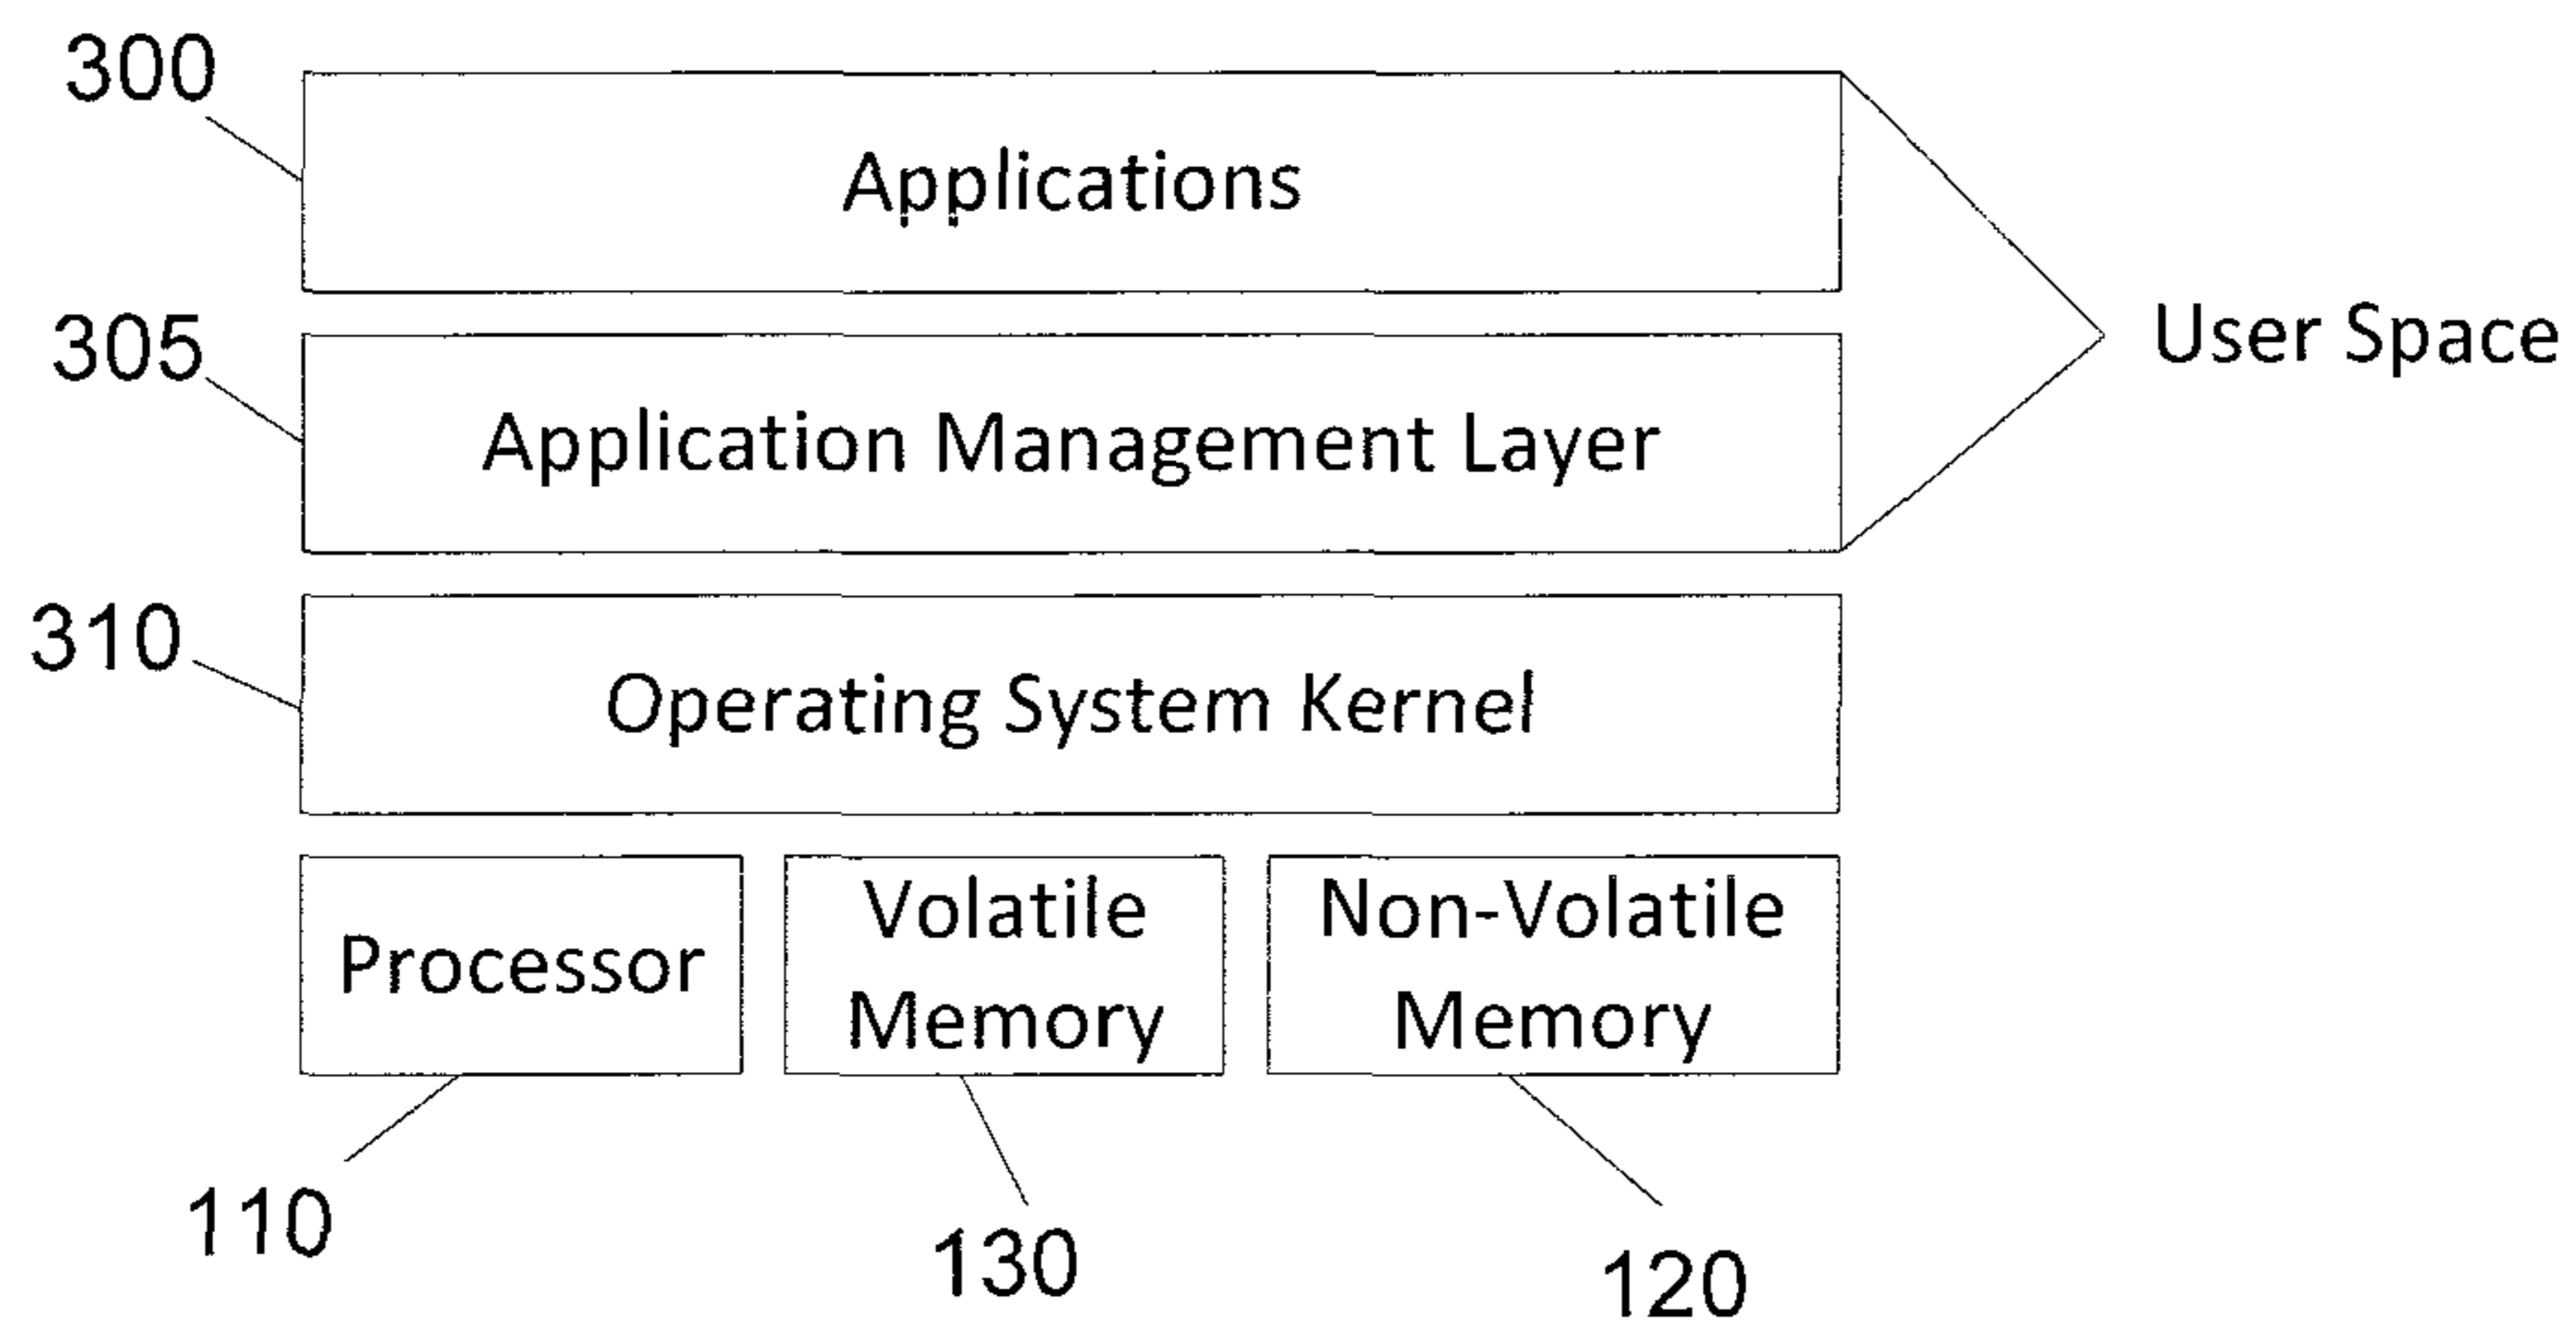 300
Applications
305
User Space
Application Management Layer
310
Operating System Kernel
Processor
Volatile
Memory
Non-Volatile
Memory
110
130
120